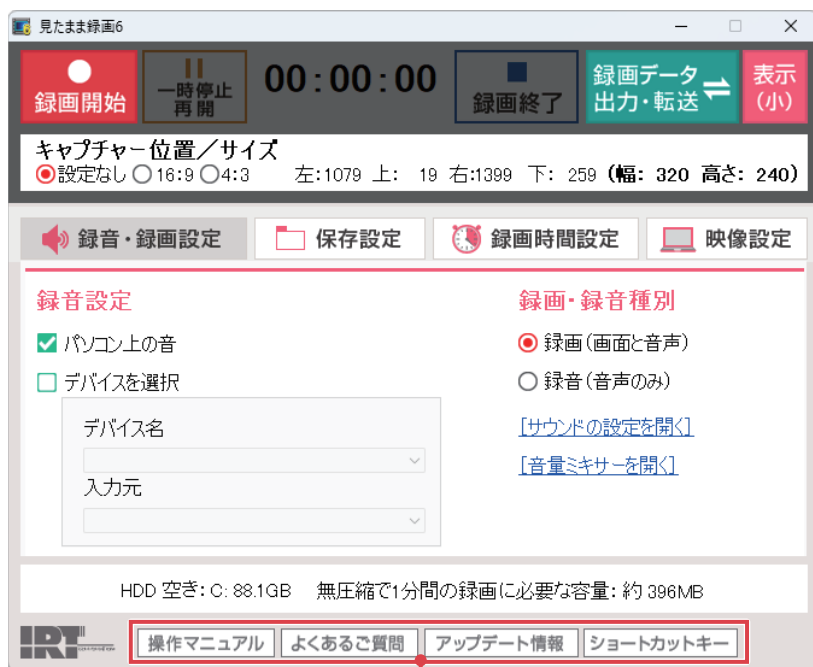 見たまま録画6
録画開始
一時停止
再開
00:00:00
録画終了
録画データ
出力・転送
表示
(小)
キャプチャー位置／サイズ
設定なし 16:9 4:3 左:1079 上: 19 右:1399 下: 259 (幅: 320 高さ: 240)
録音・録画設定 保存設定 録画時間設定 映像設定
録音設定
パソコン上の音
デバイスを選択
デバイス名
入力元
録画・録音種別
録画(画面と音声)
録音(音声のみ)
[サウンドの設定を開く]
[音量ミキサーを開く]
HDD 空き: C: 88.1GB 無圧縮で1分間の録画に必要な容量: 約 396MB
IRT
操作マニュアル よくあるご質問 アップデート情報 ショートカットキー